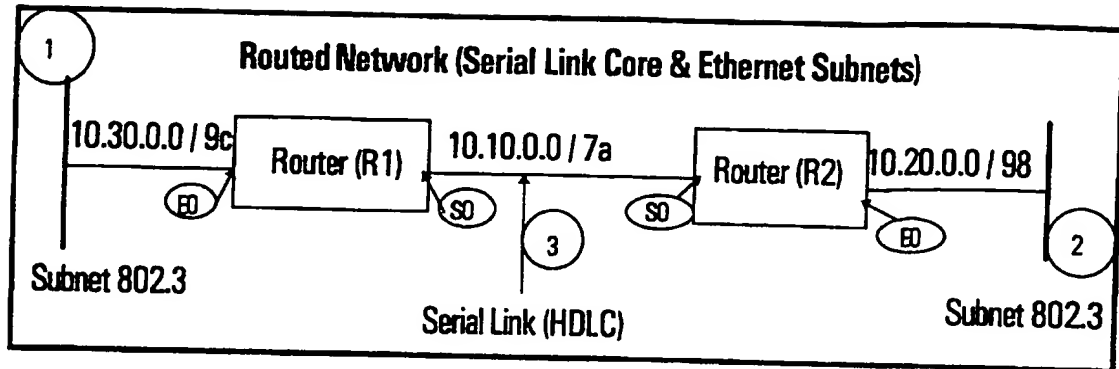 1
Routed Network (Serial Link Core & Ethernet Subnets)
10.30.0.0 / 9c
Router (R1)
10.10.0.0 / 7a
Router (R2)
10.20.0.0 / 98
E0
S0
3
S0
E0
2
Subnet 802.3
Serial Link (HDLC)
Subnet 802.3